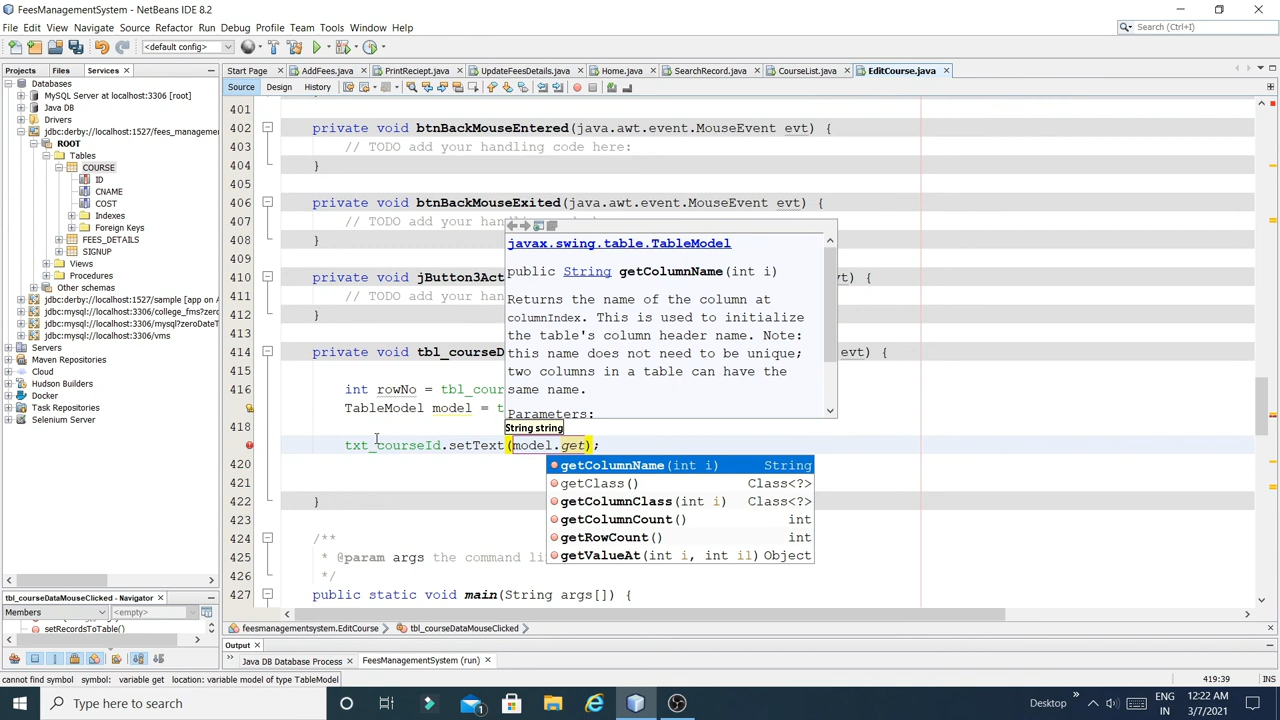 FeesManagementSystem - NetBeans IDE 8.2
File Edit View Navigate Source Refactor Run Debug Profile Team Tools Window Help
Search (Ctrl+I)
<default config>
Projects Files Services
Start Page AddFees.java PrintReciept.java UpdateFeesDetails.java Home.java SearchRecord.java CourseList.java EditCourse.java
Source Design History
Databases
MySQL Server at localhost:3306 [root]
Java DB
Drivers
jdbc:derby://localhost:1527/fees_manageme
ROOT
Tables
COURSE
ID
CNAME
COST
Indexes
Foreign Keys
FEES_DETAILS
SIGNUP
Views
Procedures
Other schemas
jdbc:derby://localhost:1527/sample [app on A
jdbc:mysql://localhost:3306/college_fms?zeroDate
jdbc:mysql://localhost:3306/mysql?zeroDateT
jdbc:mysql://localhost:3306/vms
Servers
Maven Repositories
Cloud
Hudson Builders
Docker
Task Repositories
Selenium Server
401
402 private void btnBackMouseEntered(java.awt.event.MouseEvent evt) {
403 // TODO add your handling code here:
404 }
405
406 private void btnBackMouseExited(java.awt.event.MouseEvent evt) {
407 // TODO add your hand
408 }
410 private void jButton3Act evt) {
411 // TODO add your han
412 }
413
414 private void tbl_courseD evt) {
415
416 int rowNo = tbl_cou
TableModel model = t
418
txt_courseId.setText(model.get);
420
421
422 }
423
424 /**
425 * @param args the command li
426 */
427 public static void main(String args[]) {
javax.swing.table.TableModel
public String getColumnName(int i)
Returns the name of the column at
columnIndex. This is used to initialize
the table's column header name. Note:
this name does not need to be unique;
two columns in a table can have the
same name.
Parameters:
String string
getColumnName(int i) String
getClass() Class<?>
getColumnClass(int i) Class<?>
getColumnCount() int
getRowCount() int
getValueAt(int i, int i1) Object
tbl_courseDataMouseClicked - Navigator
Members <empty>
setRecordsToTable()
feesmanagementsystem.EditCourse tbl_courseDataMouseClicked
Output
Java DB Database Process FeesManagementSystem (run)
cannot find symbol symbol: variable get location: variable model of type TableModel
419:39 INS
Type here to search
1
Desktop
ENG
IN
12:22 AM
3/7/2021